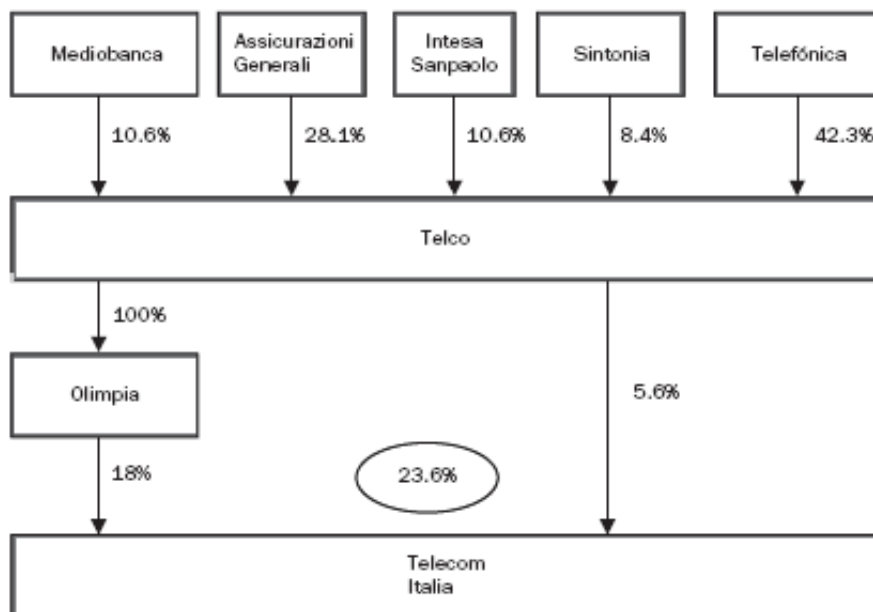 Mediobanca
Assicurazioni
Generali
Intesa
Sanpaolo
Sintonia
Telefónica
10.6%
28.1%
10.6%
8.4%
42.3%
Telco
100%
Olimpia
5.6%
18%
23.6%
Telecom
Italia